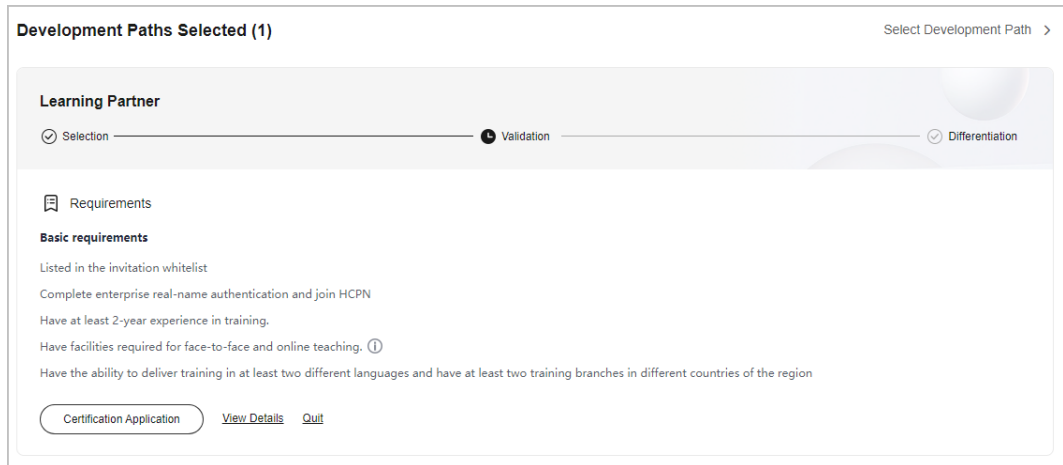 Development Paths Selected (1)
Select Development Path
Learning Partner
Selection
Validation
Differentiation
Requirements
Basic requirements
Listed in the invitation whitelist
Complete enterprise real-name authentication and join HCPN
Have at least 2-year experience in training.
Have facilities required for face-to-face and online teaching.
Have the ability to deliver training in at least two different languages and have at least two training branches in different countries of the region
Certification Application
View Details
Quit